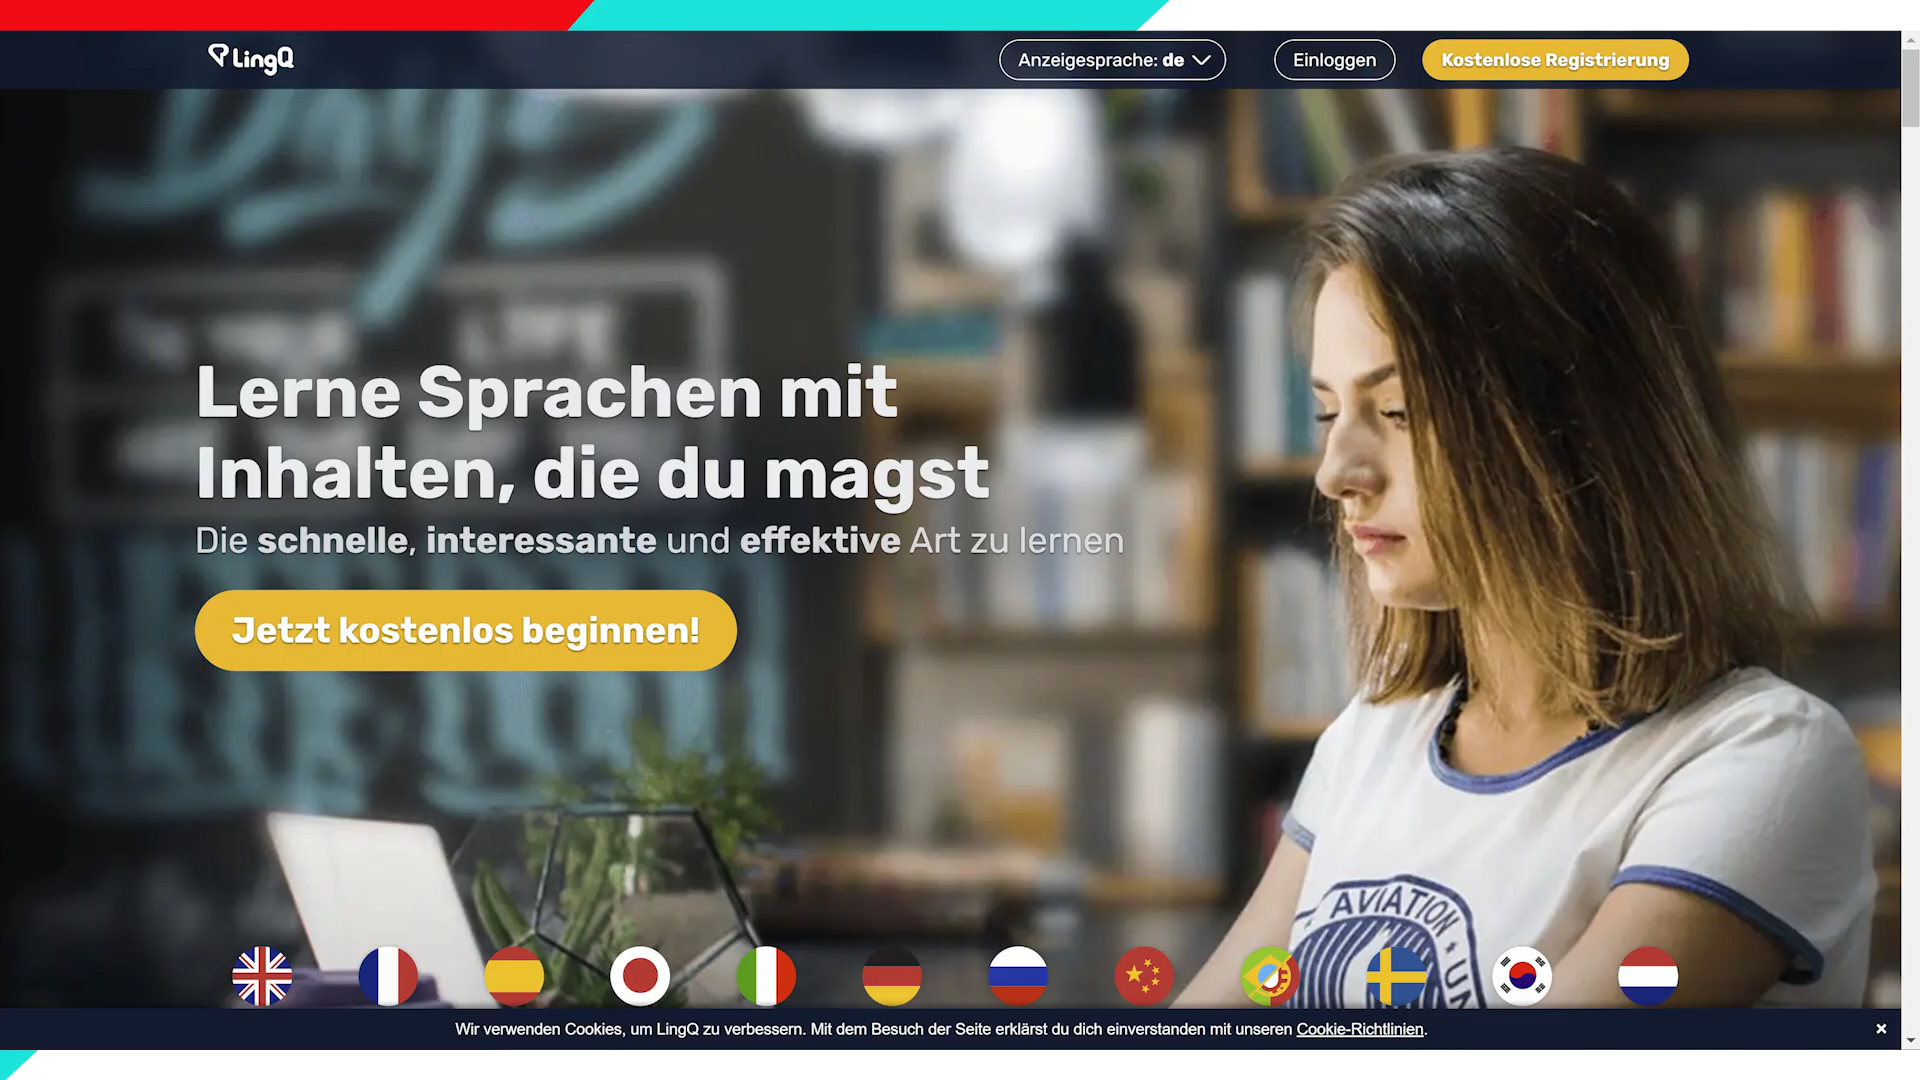 LingQ
Anzeigesprache: de
Einloggen
Kostenlose Registrierung
Lerne Sprachen mit
Inhalten, die du magst
Die schnelle, interessante und effektive Art zu lernen
Jetzt kostenlos beginnen!
AVIATION
Wir verwenden Cookies, um LingQ zu verbessern. Mit dem Besuch der Seite erklärst du dich einverstanden mit unseren Cookie-Richtlinien.